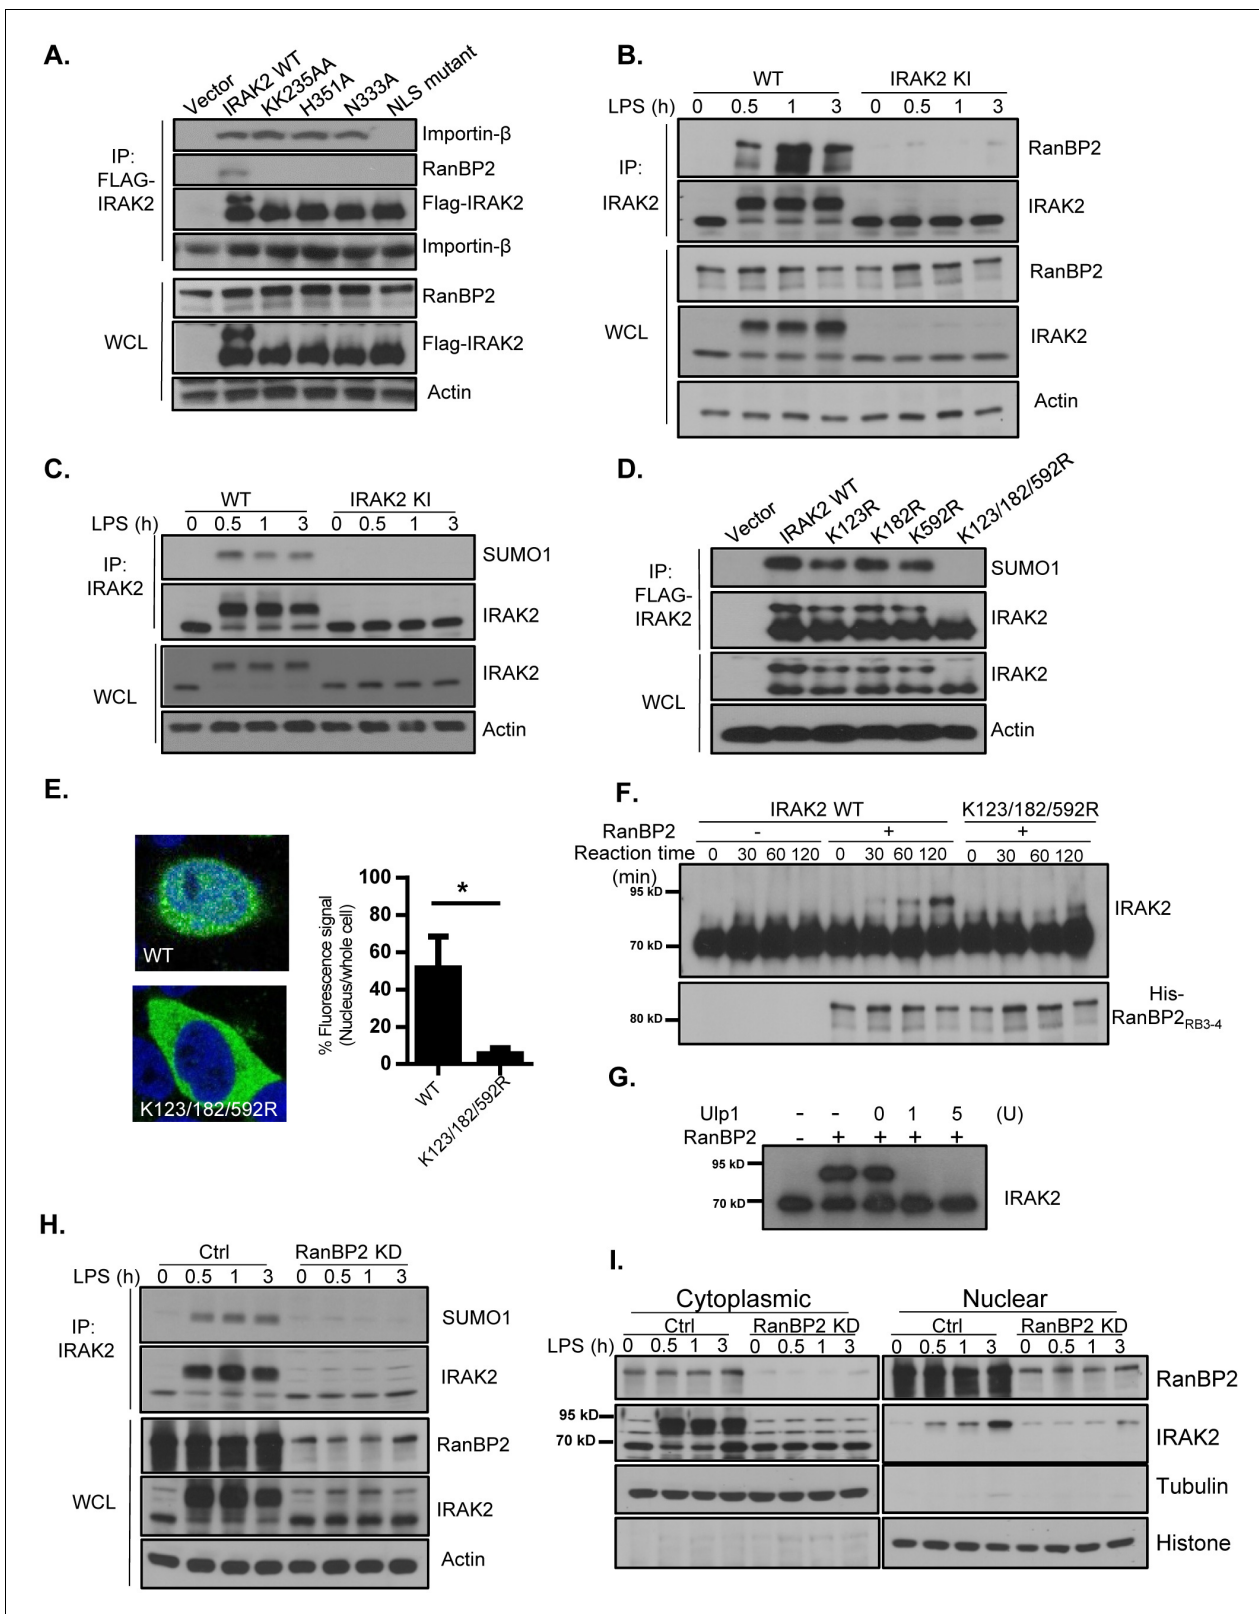 A.
Vector
IRAK2 WT
KK235AA
H351A
N333A
NLS mutant
IP:
FLAG-
IRAK2
Importin-β
RanBP2
Flag-IRAK2
Importin-β
WCL
RanBP2
Flag-IRAK2
Actin
B.
WT IRAK2 KI
LPS (h) 0 0.5 1 3 0 0.5 1 3
IP:
IRAK2
RanBP2
IRAK2
WCL
RanBP2
IRAK2
Actin
C.
WT IRAK2 KI
LPS (h) 0 0.5 1 3 0 0.5 1 3
IP:
IRAK2
SUMO1
IRAK2
WCL
IRAK2
Actin
D.
Vector
IRAK2 WT
K123R
K182R
K592R
K123/182/592R
IP:
FLAG-
IRAK2
SUMO1
IRAK2
WCL
IRAK2
Actin
E.
WT
K123/182/592R
% Fluorescence signal
(Nucleus/whole cell)
100
80
60
40
20
0
*
WT
K123/182/592R
F.
IRAK2 WT K123/182/592R
RanBP2 - + +
Reaction time 0 30 60 120 0 30 60 120 0 30 60 120
(min)
95 kD
70 kD
IRAK2
80 kD
His-
RanBP2RB3-4
G.
Ulp1 - - 0 1 5 (U)
RanBP2 - + + + +
95 kD
70 kD
IRAK2
H.
Ctrl RanBP2 KD
LPS (h) 0 0.5 1 3 0 0.5 1 3
IP:
IRAK2
SUMO1
IRAK2
WCL
RanBP2
IRAK2
Actin
I.
Cytoplasmic Nuclear
Ctrl RanBP2 KD Ctrl RanBP2 KD
LPS (h) 0 0.5 1 3 0 0.5 1 3 0 0.5 1 3 0 0.5 1 3
RanBP2
95 kD
70 kD
IRAK2
Tubulin
Histone